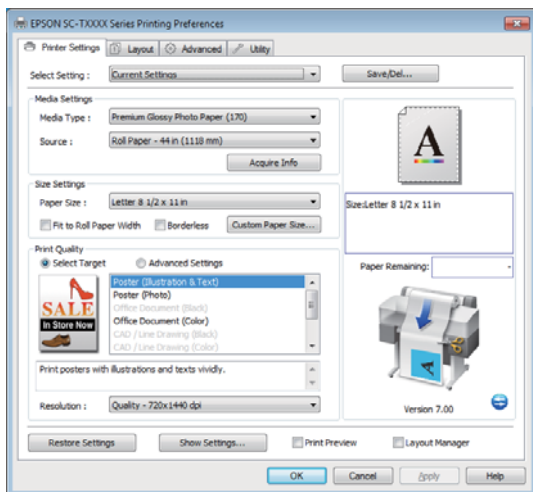 EPSON SC-TXXXX Series Printing Preferences
Printer Settings Layout Advanced Utility
Select Setting : Current Settings Save/Del...
Media Settings
Media Type : Premium Glossy Photo Paper (170)
Source : Roll Paper - 44 in (1118 mm)
Acquire Info
A
Size Settings
Paper Size : Letter 8 1/2 x 11 in
Size:Letter 8 1/2 x 11 in
Fit to Roll Paper Width Borderless Custom Paper Size...
Print Quality
Select Target Advanced Settings
Paper Remaining: -
SALE
In Store Now
Poster (Illustration & Text)
Poster (Photo)
Office Document (Black)
Office Document (Color)
CAD / Line Drawing (Black)
CAD / Line Drawing (Color)
A
Print posters with illustrations and texts vividly.
Resolution : Quality - 720x1440 dpi
Version 7.00
Restore Settings Show Settings... Print Preview Layout Manager
OK Cancel Apply Help